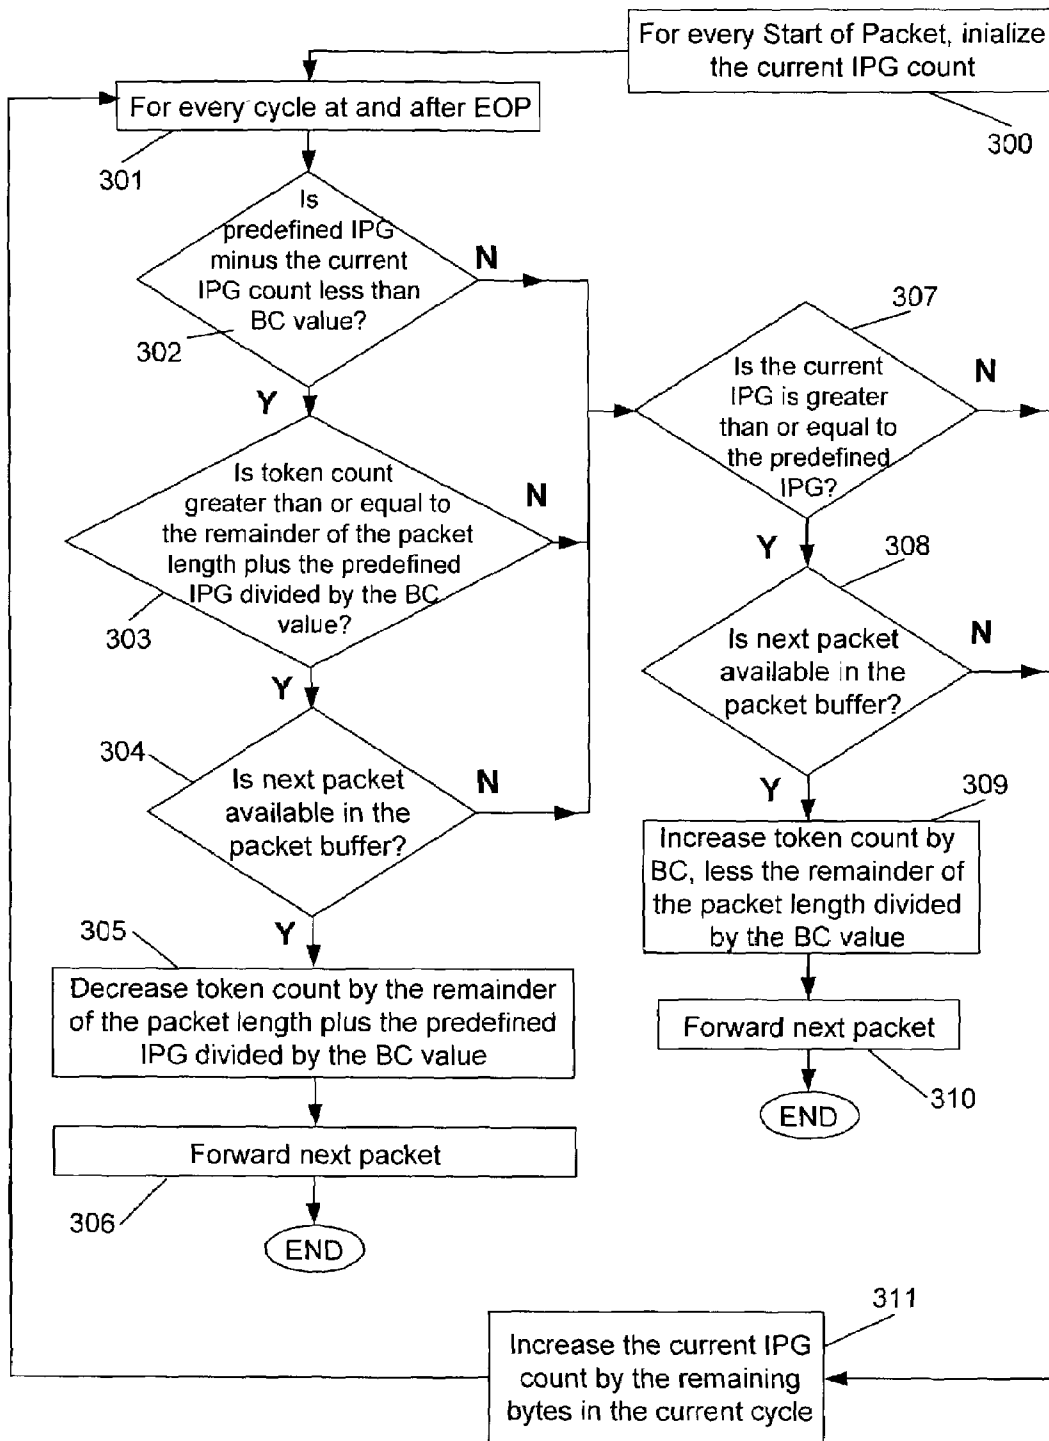 For every Start of Packet, inialize
the current IPG count
300
For every cycle at and after EOP
301
Is
predefined IPG
minus the current
IPG count less than
BC value?
302
N
Y
Is token count
greater than or equal to
the remainder of the packet
length plus the predefined
IPG divided by the BC
value?
303
N
Y
304
Is next packet
available in the
packet buffer?
N
Y
305
Decrease token count by the remainder
of the packet length plus the predefined
IPG divided by the BC value
Forward next packet
306
END
307
Is the current
IPG is greater
than or equal to
the predefined
IPG?
N
Y
308
Is next packet
available in the
packet buffer?
N
Y
309
Increase token count by
BC, less the remainder of
the packet length divided
by the BC value
Forward next packet
310
END
311
Increase the current IPG
count by the remaining
bytes in the current cycle